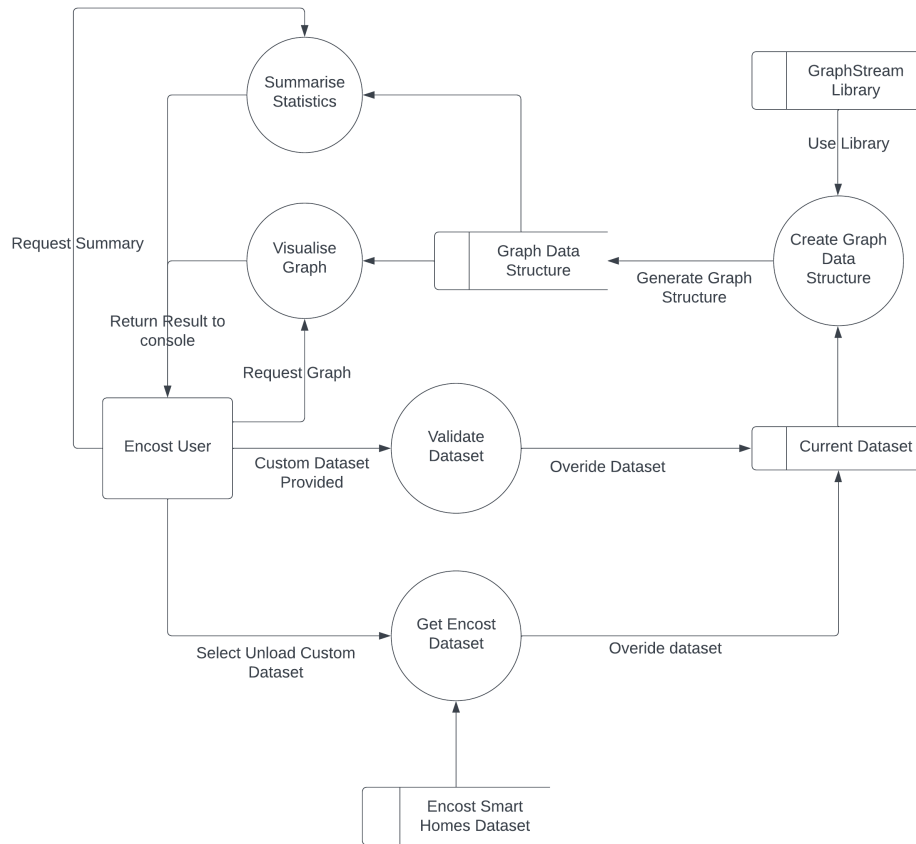 Summarise
Statistics
GraphStream
Library
Use Library
Request Summary
Visualise
Graph
Graph Data
Structure
Create Graph
Data
Structure
Generate Graph
Structure
Return Result to
console
Request Graph
Encost User
Custom Dataset
Provided
Validate
Dataset
Overide Dataset
Current Dataset
Select Unload Custom
Dataset
Get Encost
Dataset
Overide dataset
Encost Smart
Homes Dataset